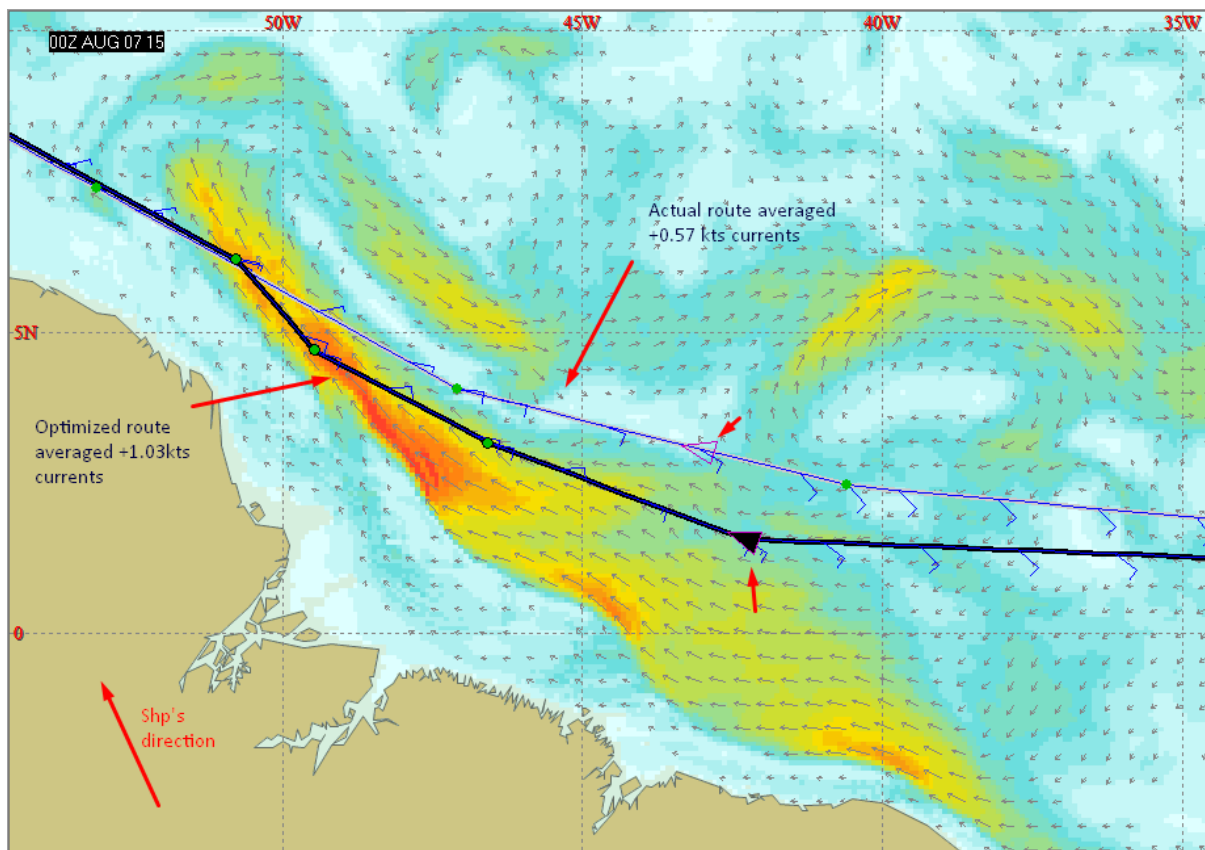 50W
45W
40W
35W
00Z AUG 07 15
Actual route averaged
+0.57 kts currents
5N
Optimized route
averaged +1.03kts
currents
0
Shp's
direction